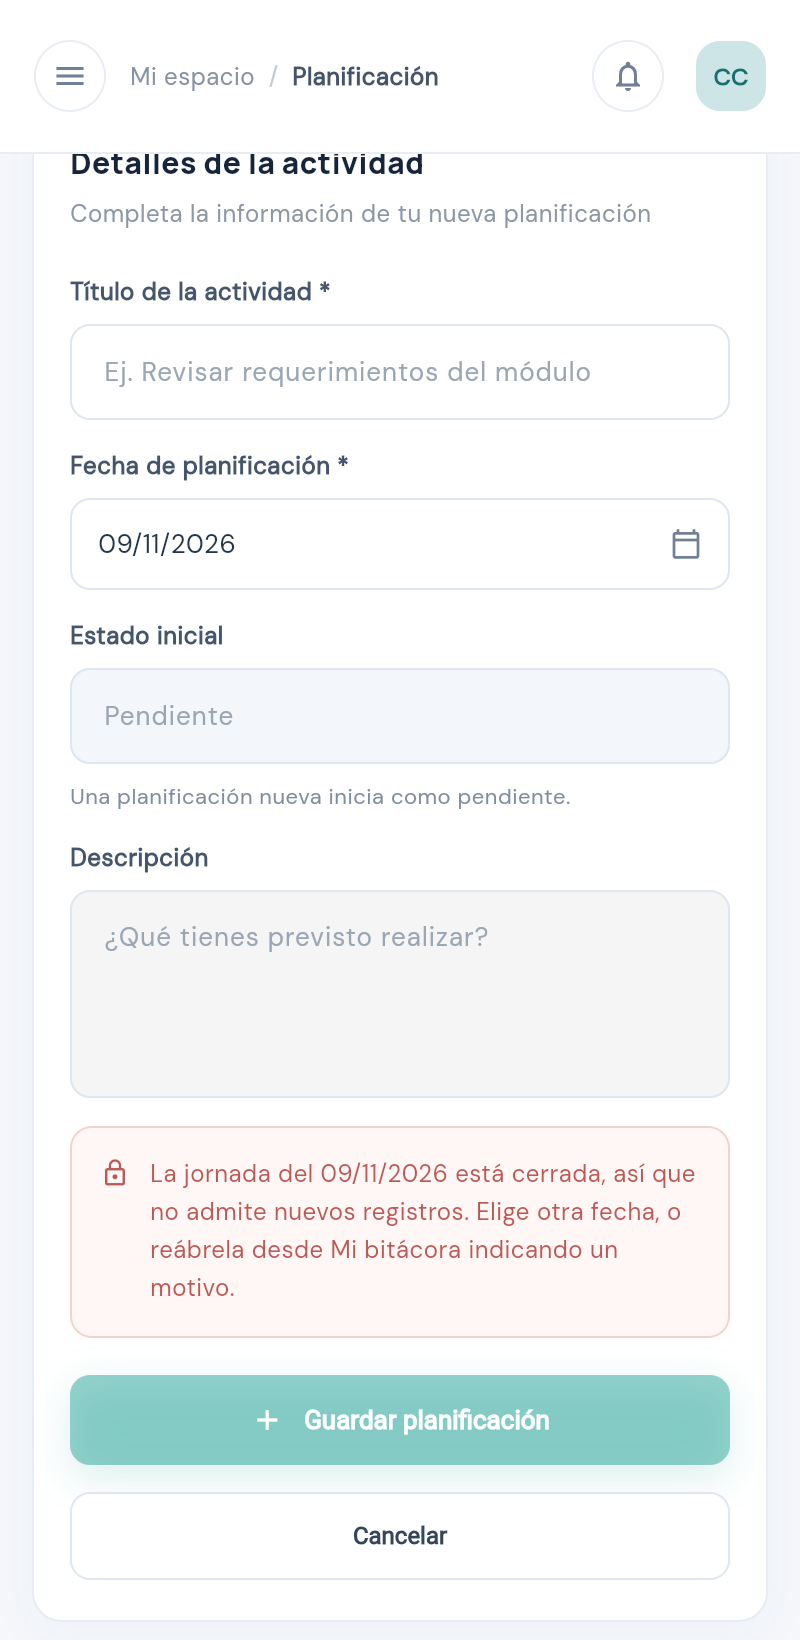 Mi espacio / Planificación
CC
Detalles de la actividad
Completa la información de tu nueva planificación
Título de la actividad *
Ej. Revisar requerimientos del módulo
Fecha de planificación *
09/11/2026
Estado inicial
Pendiente
Una planificación nueva inicia como pendiente.
Descripción
¿Qué tienes previsto realizar?
La jornada del 09/11/2026 está cerrada, así que
no admite nuevos registros. Elige otra fecha, o
reábrela desde Mi bitácora indicando un
motivo.
+ Guardar planificación
Cancelar